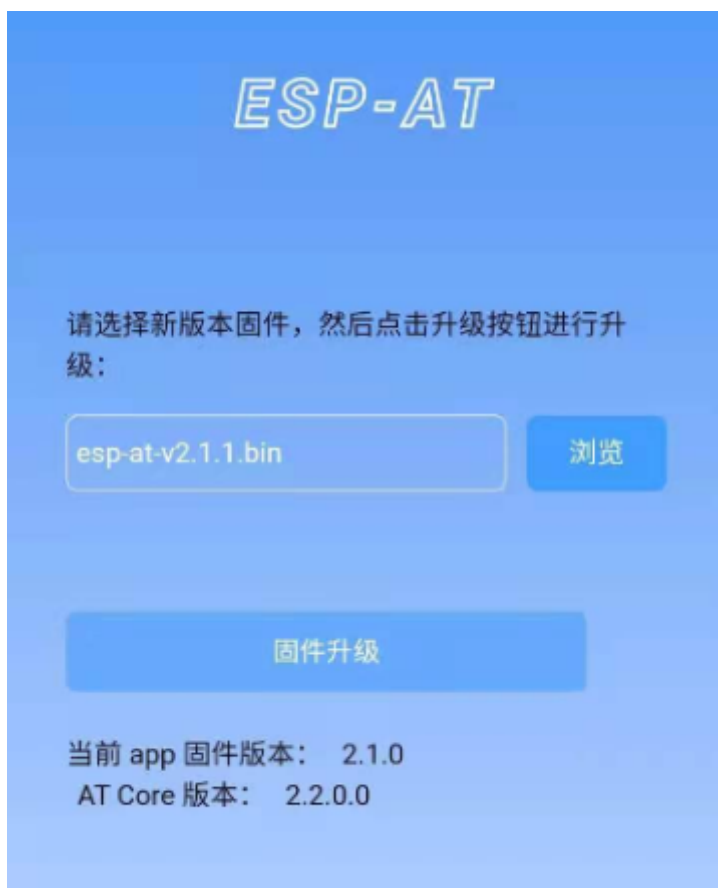 ESP-AT
请选择新版本固件，然后点击升级按钮进行升
级：
esp-at-v2.1.1.bin
浏览
固件升级
当前 app 固件版本： 2.1.0
AT Core 版本： 2.2.0.0